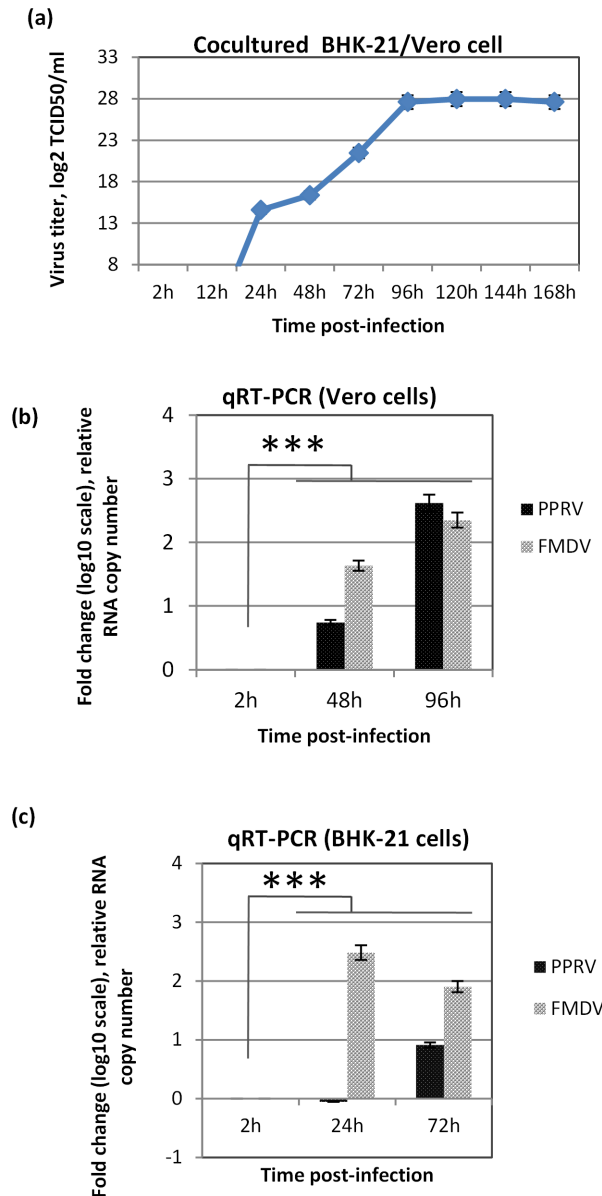 (a)
Cocultured BHK-21/Vero cell
Virus titer, log2 TCID50/ml
33
28
23
18
13
8
2h 12h 24h 48h 72h 96h 120h 144h 168h
Time post-infection
(b)
qRT-PCR (Vero cells)
Fold change (log10 scale), relative
RNA copy number
4
3
2
1
0
***
PPRV
FMDV
2h 48h 96h
Time post-infection
(c)
qRT-PCR (BHK-21 cells)
Fold change (log10 scale), relative RNA
copy number
4
3
2
1
0
-1
***
PPRV
FMDV
2h 24h 72h
Time post-infection